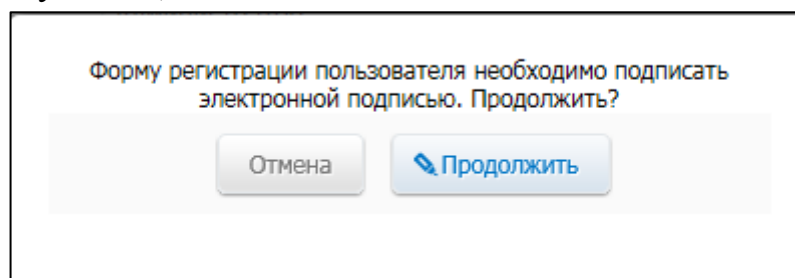 Форму регистрации пользователя необходимо подписать
электронной подписью. Продолжить?
Отмена
Продолжить